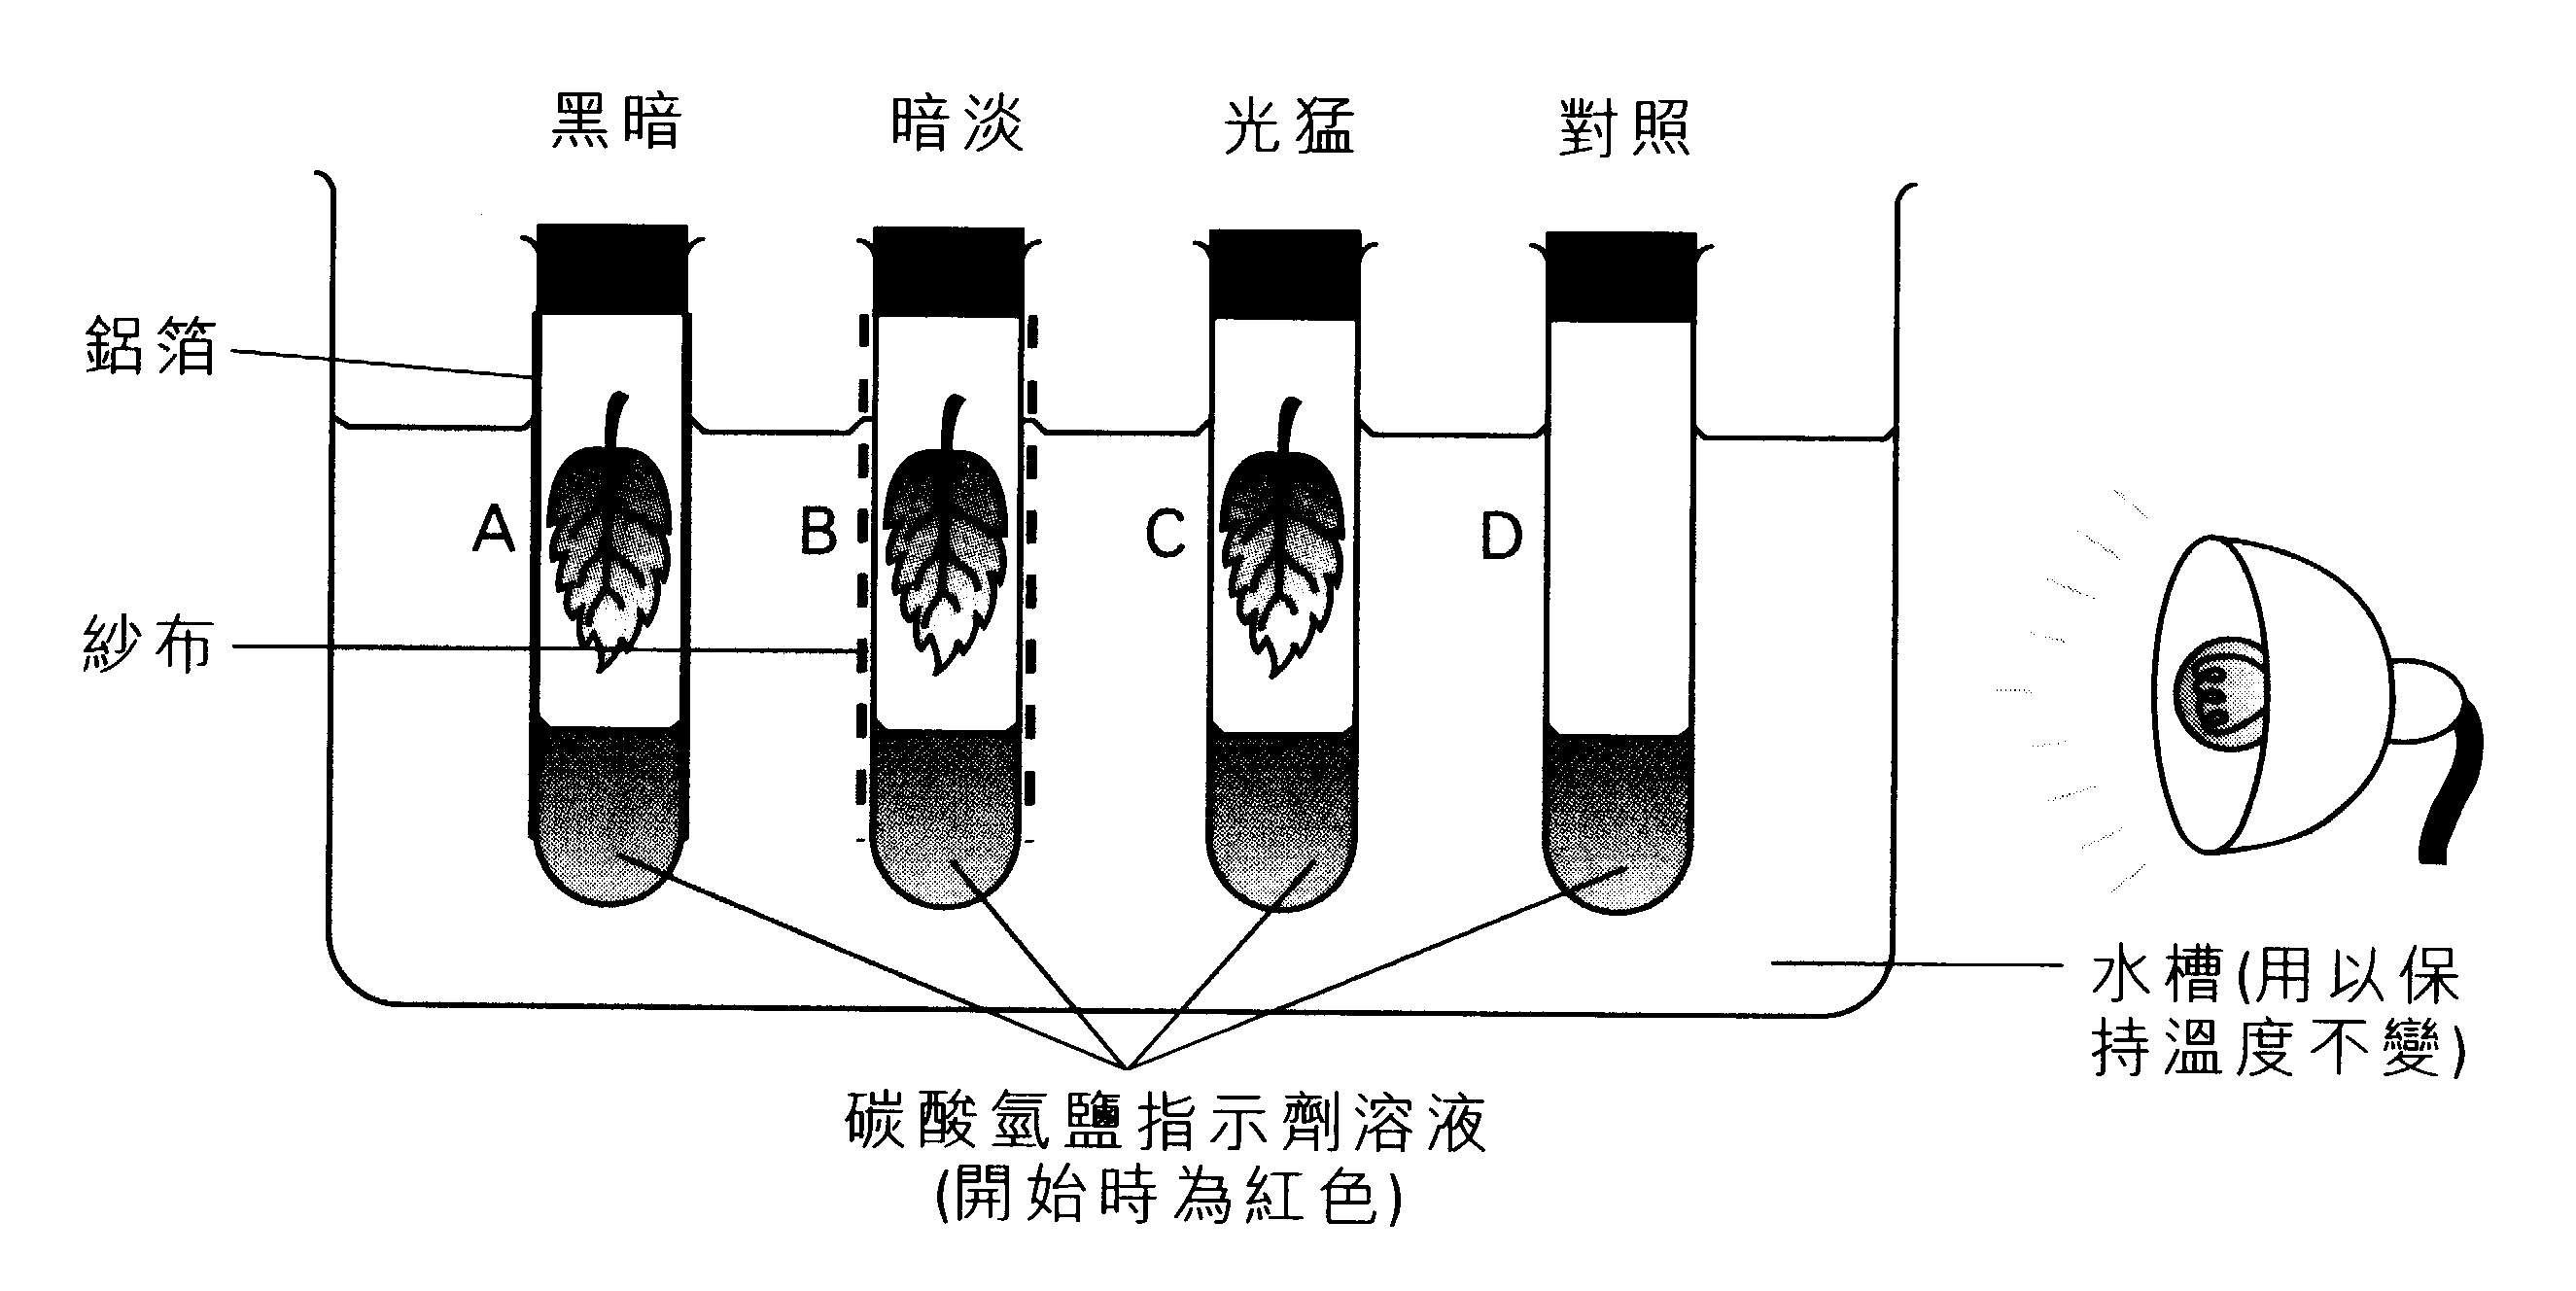 黑暗
暗淡
光猛
對照
鋁箔
A
B
C
D
紗布
水槽(用以保
持溫度不變)
碳酸氫鹽指示劑溶液
(開始時為紅色)